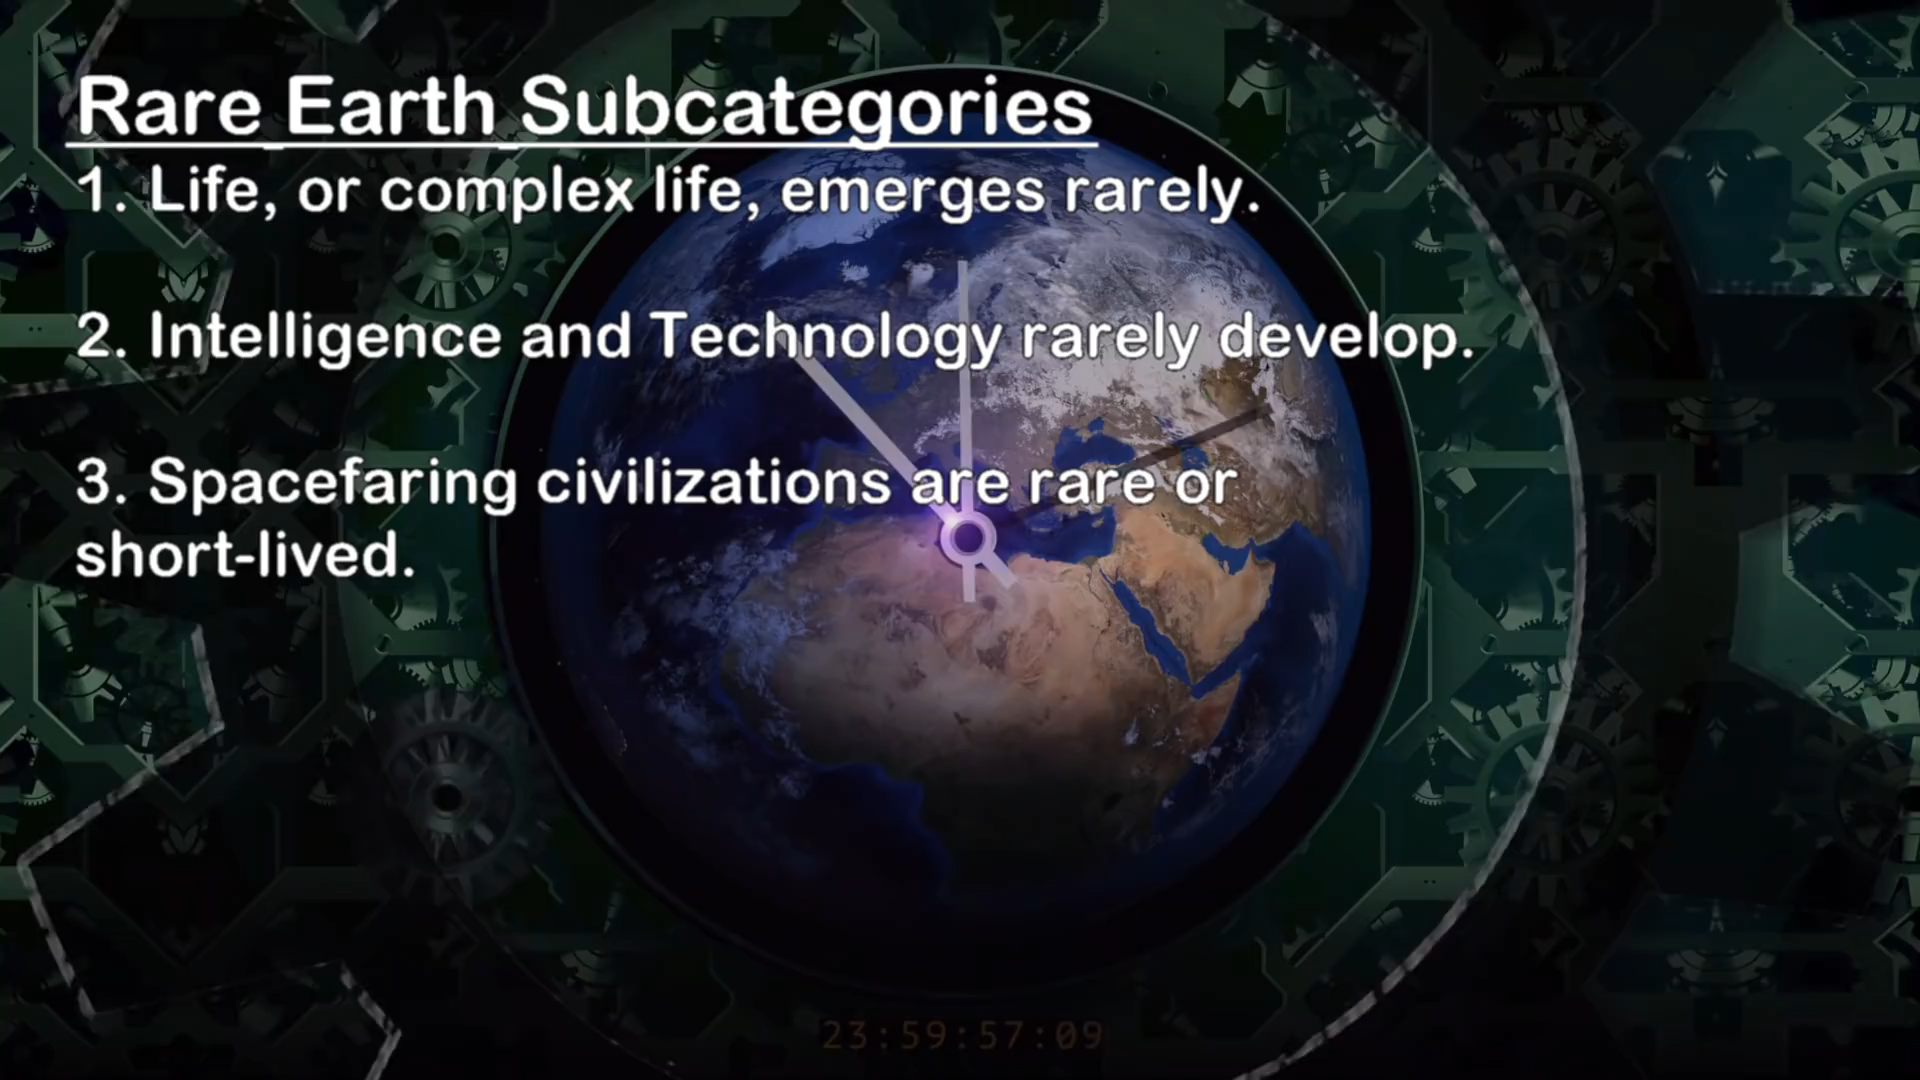 Rare Earth Subcategories
1. Life, or complex life, emerges rarely.
2. Intelligence and Technology rarely develop.
3. Spacefaring civilizations are rare or
short-lived.
23:59:57:09